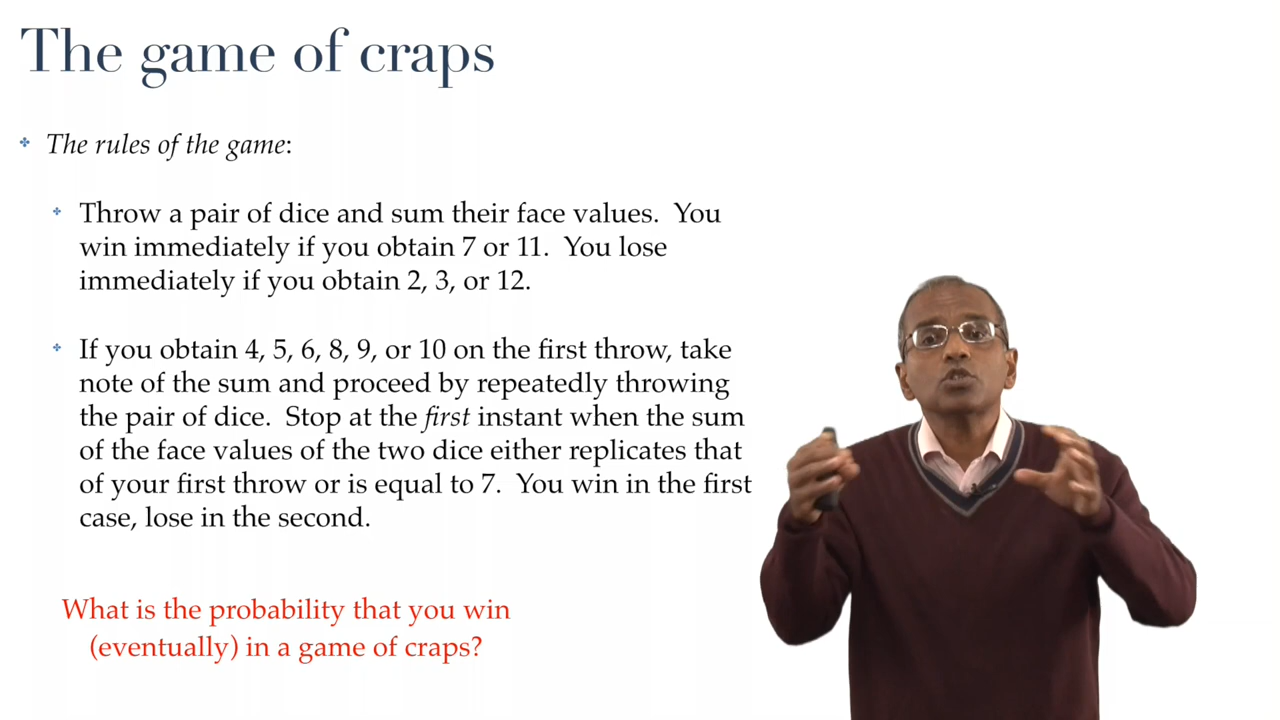 The game of craps
The rules of the game:
Throw a pair of dice and sum their face values. You
win immediately if you obtain 7 or 11. You lose
immediately if you obtain 2, 3, or 12.
If you obtain 4, 5, 6, 8, 9, or 10 on the first throw, take
note of the sum and proceed by repeatedly throwing
the pair of dice. Stop at the first instant when the sum
of the face values of the two dice either replicates that
of your first throw or is equal to 7. You win in the first
case, lose in the second.
What is the probability that you win
(eventually) in a game of craps?